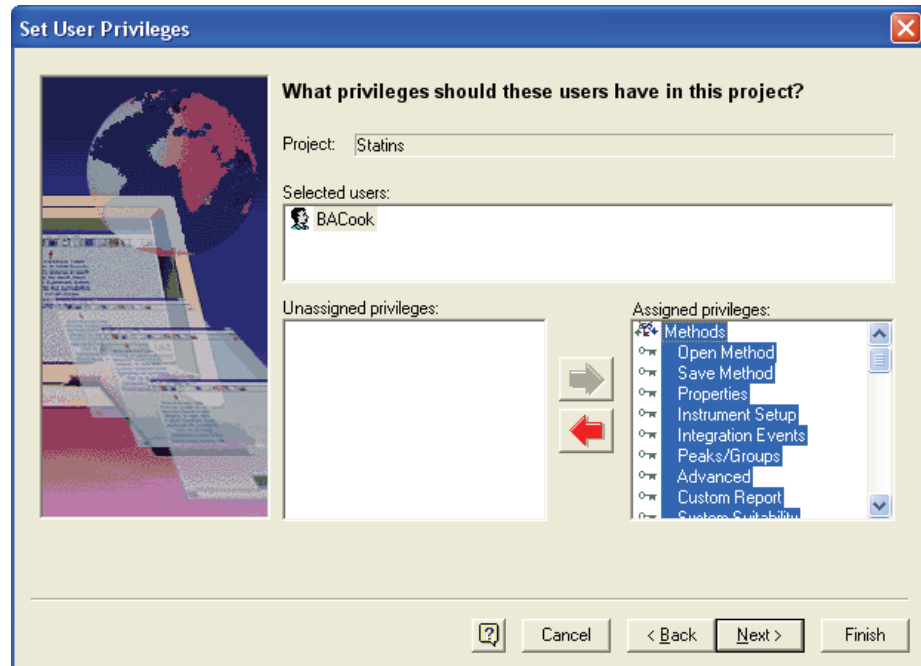 Set User Privileges
What privileges should these users have in this project?
Project: Statins
Selected users:
BACook
Unassigned privileges:
Assigned privileges:
Methods
Open Method
Save Method
Properties
Instrument Setup
Integration Events
Peaks/Groups
Advanced
Custom Report
System Suitability
Cancel
< Back
Next >
Finish